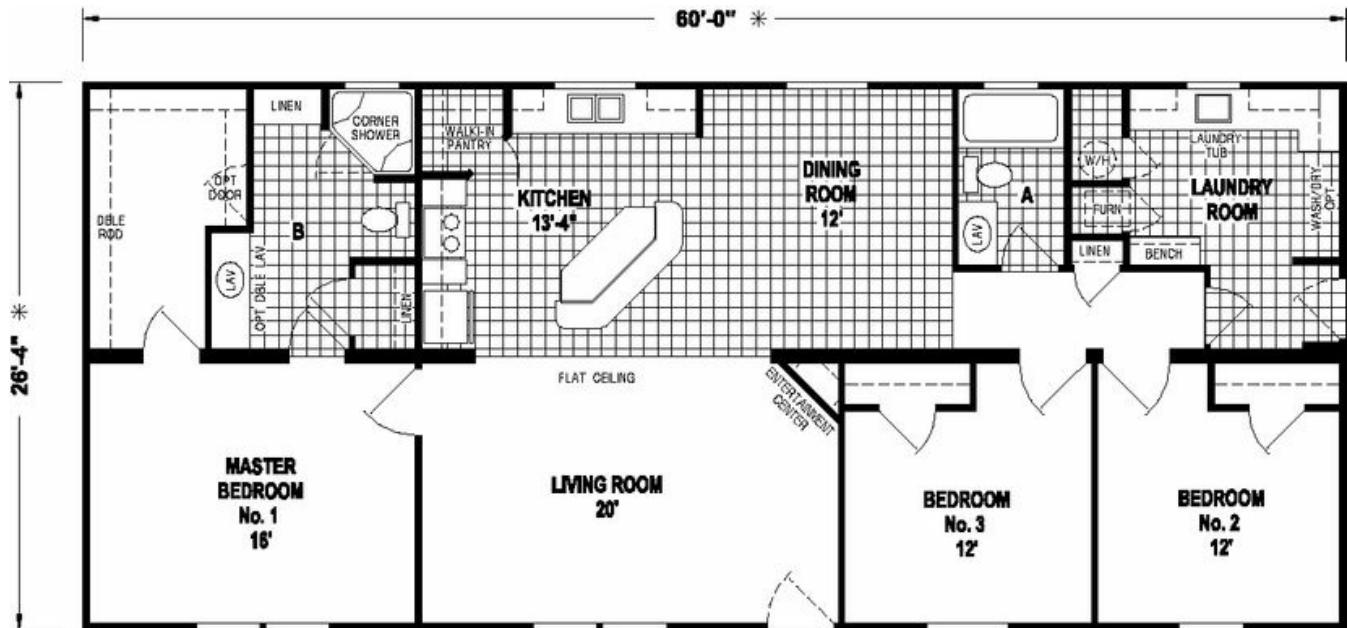 60'-0" *
26'-4" *
LINEN
CORNER
SHOWER
WALKI-IN
PANTRY
KITCHEN
13'-4"
DINING
ROOM
12'
A
LAV
W/H
FURN
LINEN
LAUNDRY
TUB
LAUNDRY
ROOM
WASH/DRY
OPT
BENCH
DBLE
ROD
OPT
DOOR
B
LAV
OPT DBLE LAV
LINEN
FLAT CEILING
ENTERTAINMENT
CENTER
MASTER
BEDROOM
No. 1
16'
LIVING ROOM
20'
BEDROOM
No. 3
12'
BEDROOM
No. 2
12'